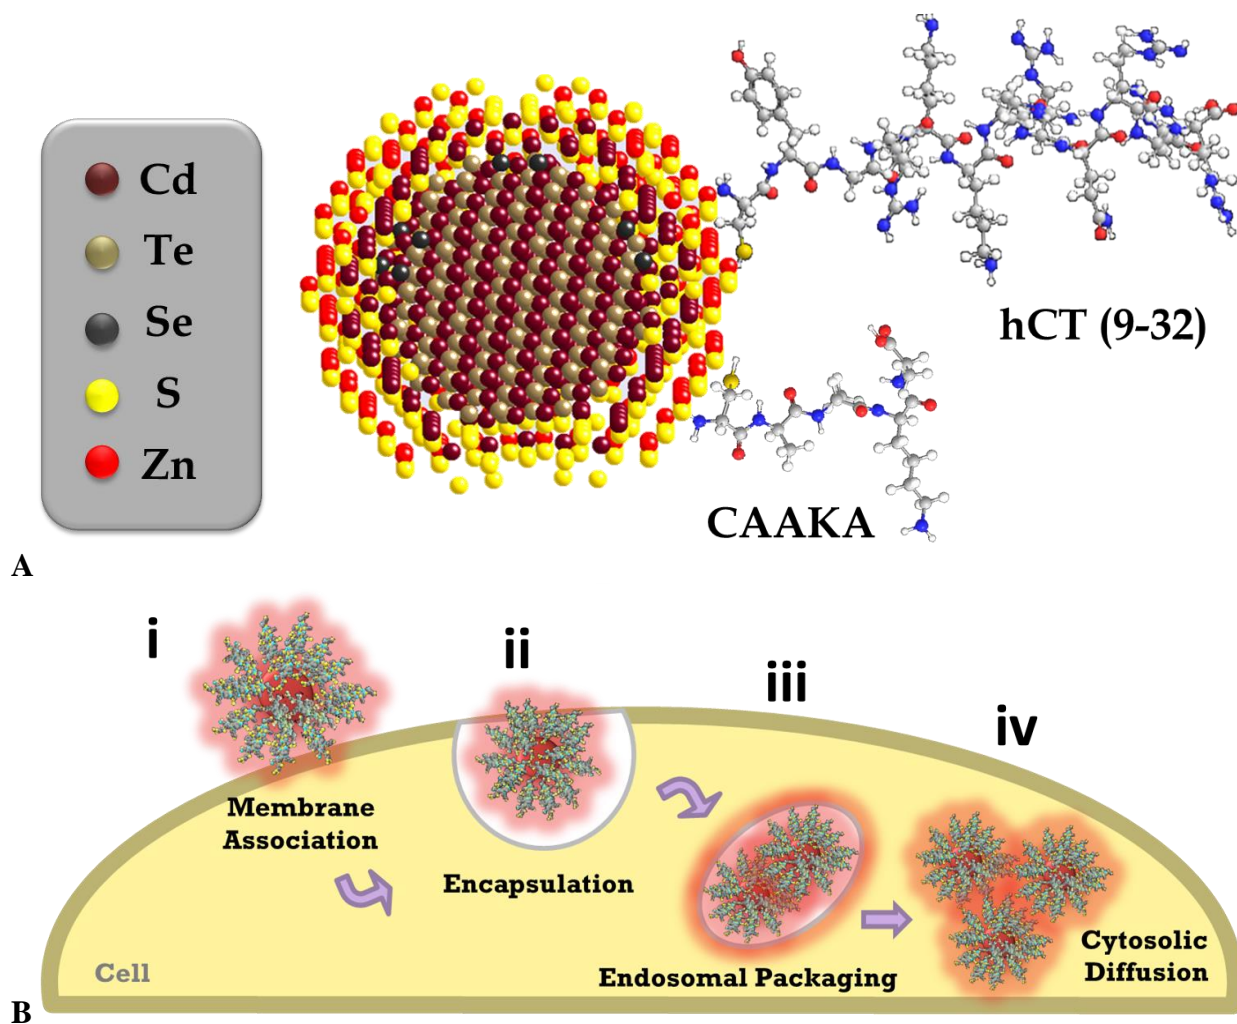 Cd
Te
Se
S
Zn
hCT (9-32)
CAAKA
A
i
ii
iii
iv
Membrane
Association
Encapsulation
Endosomal Packaging
Cytosolic
Diffusion
Cell
B